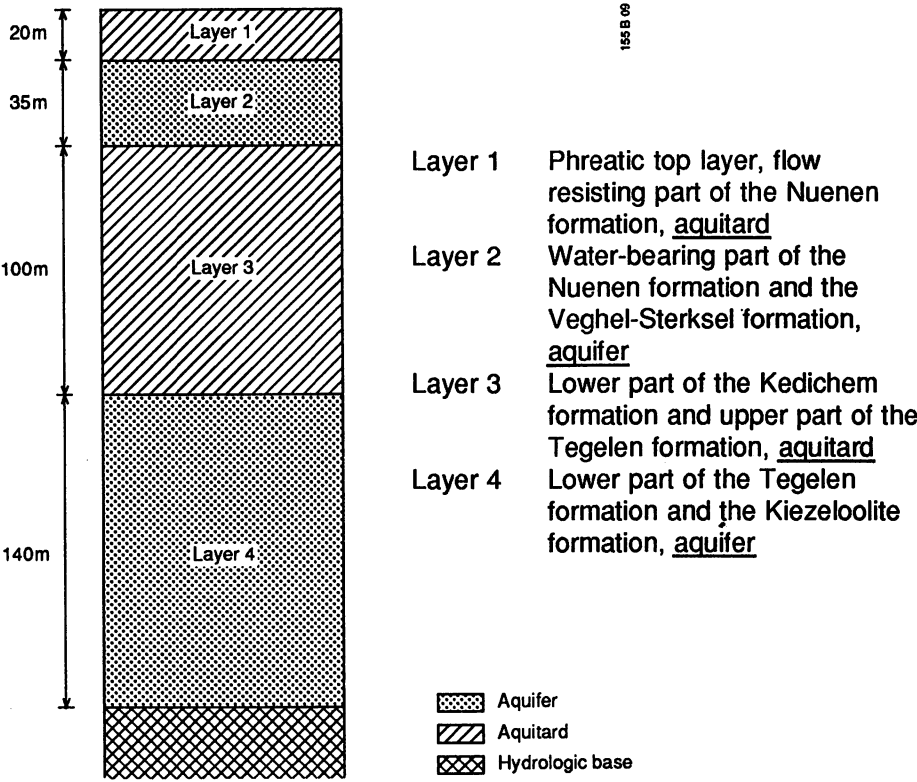 20m
Layer 1
35m
Layer 2
100m
Layer 3
140m
Layer 4
155 B 09
Layer 1 Phreatic top layer, flow
resisting part of the Nuenen
formation, aquitard
Layer 2 Water-bearing part of the
Nuenen formation and the
Veghel-Sterksel formation,
aquifer
Layer 3 Lower part of the Kedichem
formation and upper part of the
Tegelen formation, aquitard
Layer 4 Lower part of the Tegelen
formation and the Kiezeloolite
formation, aquifer
Aquifer
Aquitard
Hydrologic base